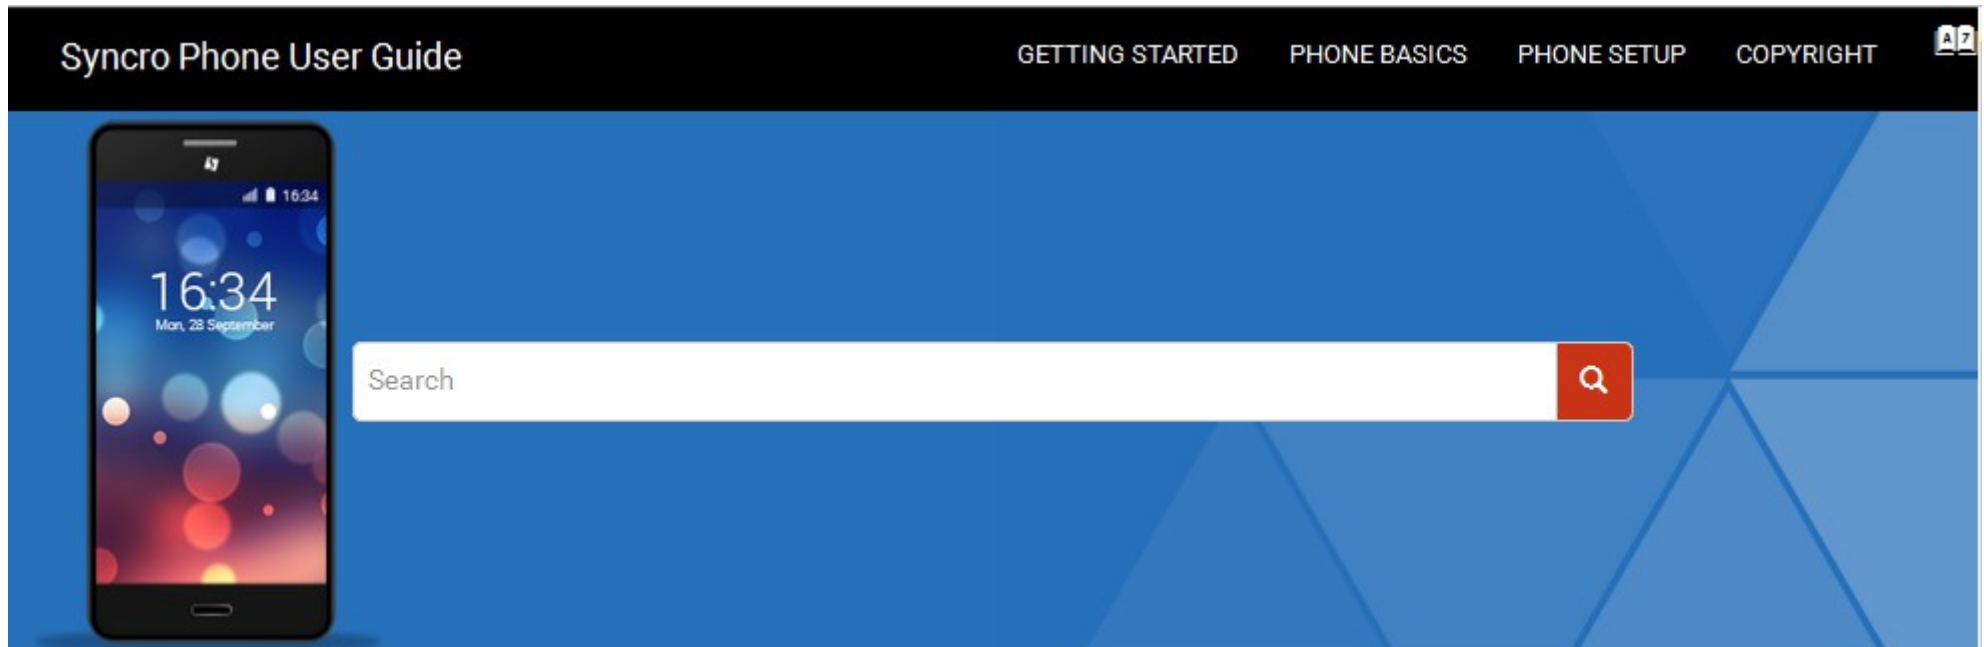 Syncro Phone User Guide
GETTING STARTED PHONE BASICS PHONE SETUP COPYRIGHT
A Z
16:34
16:34
Mon, 28 September
Search